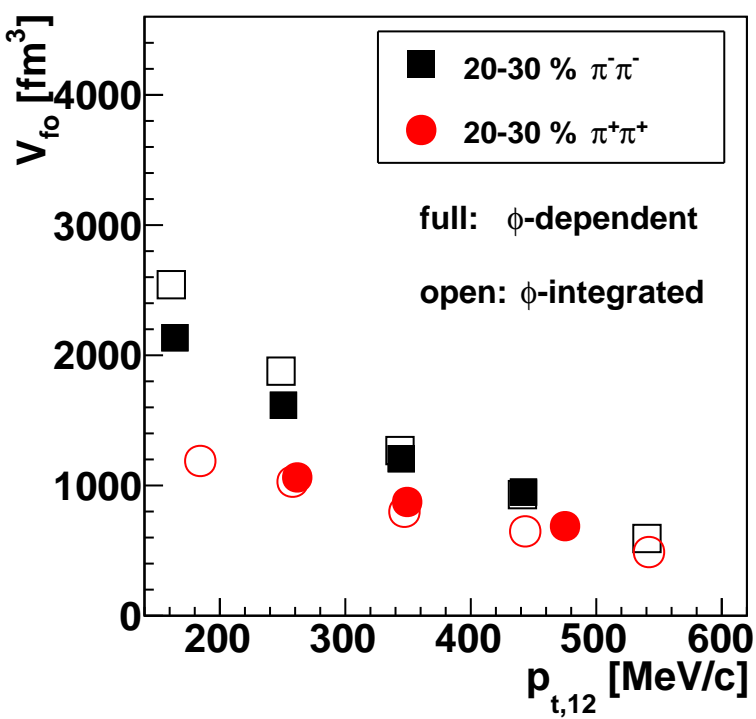 V_fo [fm³]
4000
3000
2000
1000
0
20-30 % π⁻π⁻
20-30 % π⁺π⁺
full: ϕ-dependent
open: ϕ-integrated
200 300 400 500 600
p_t,12 [MeV/c]